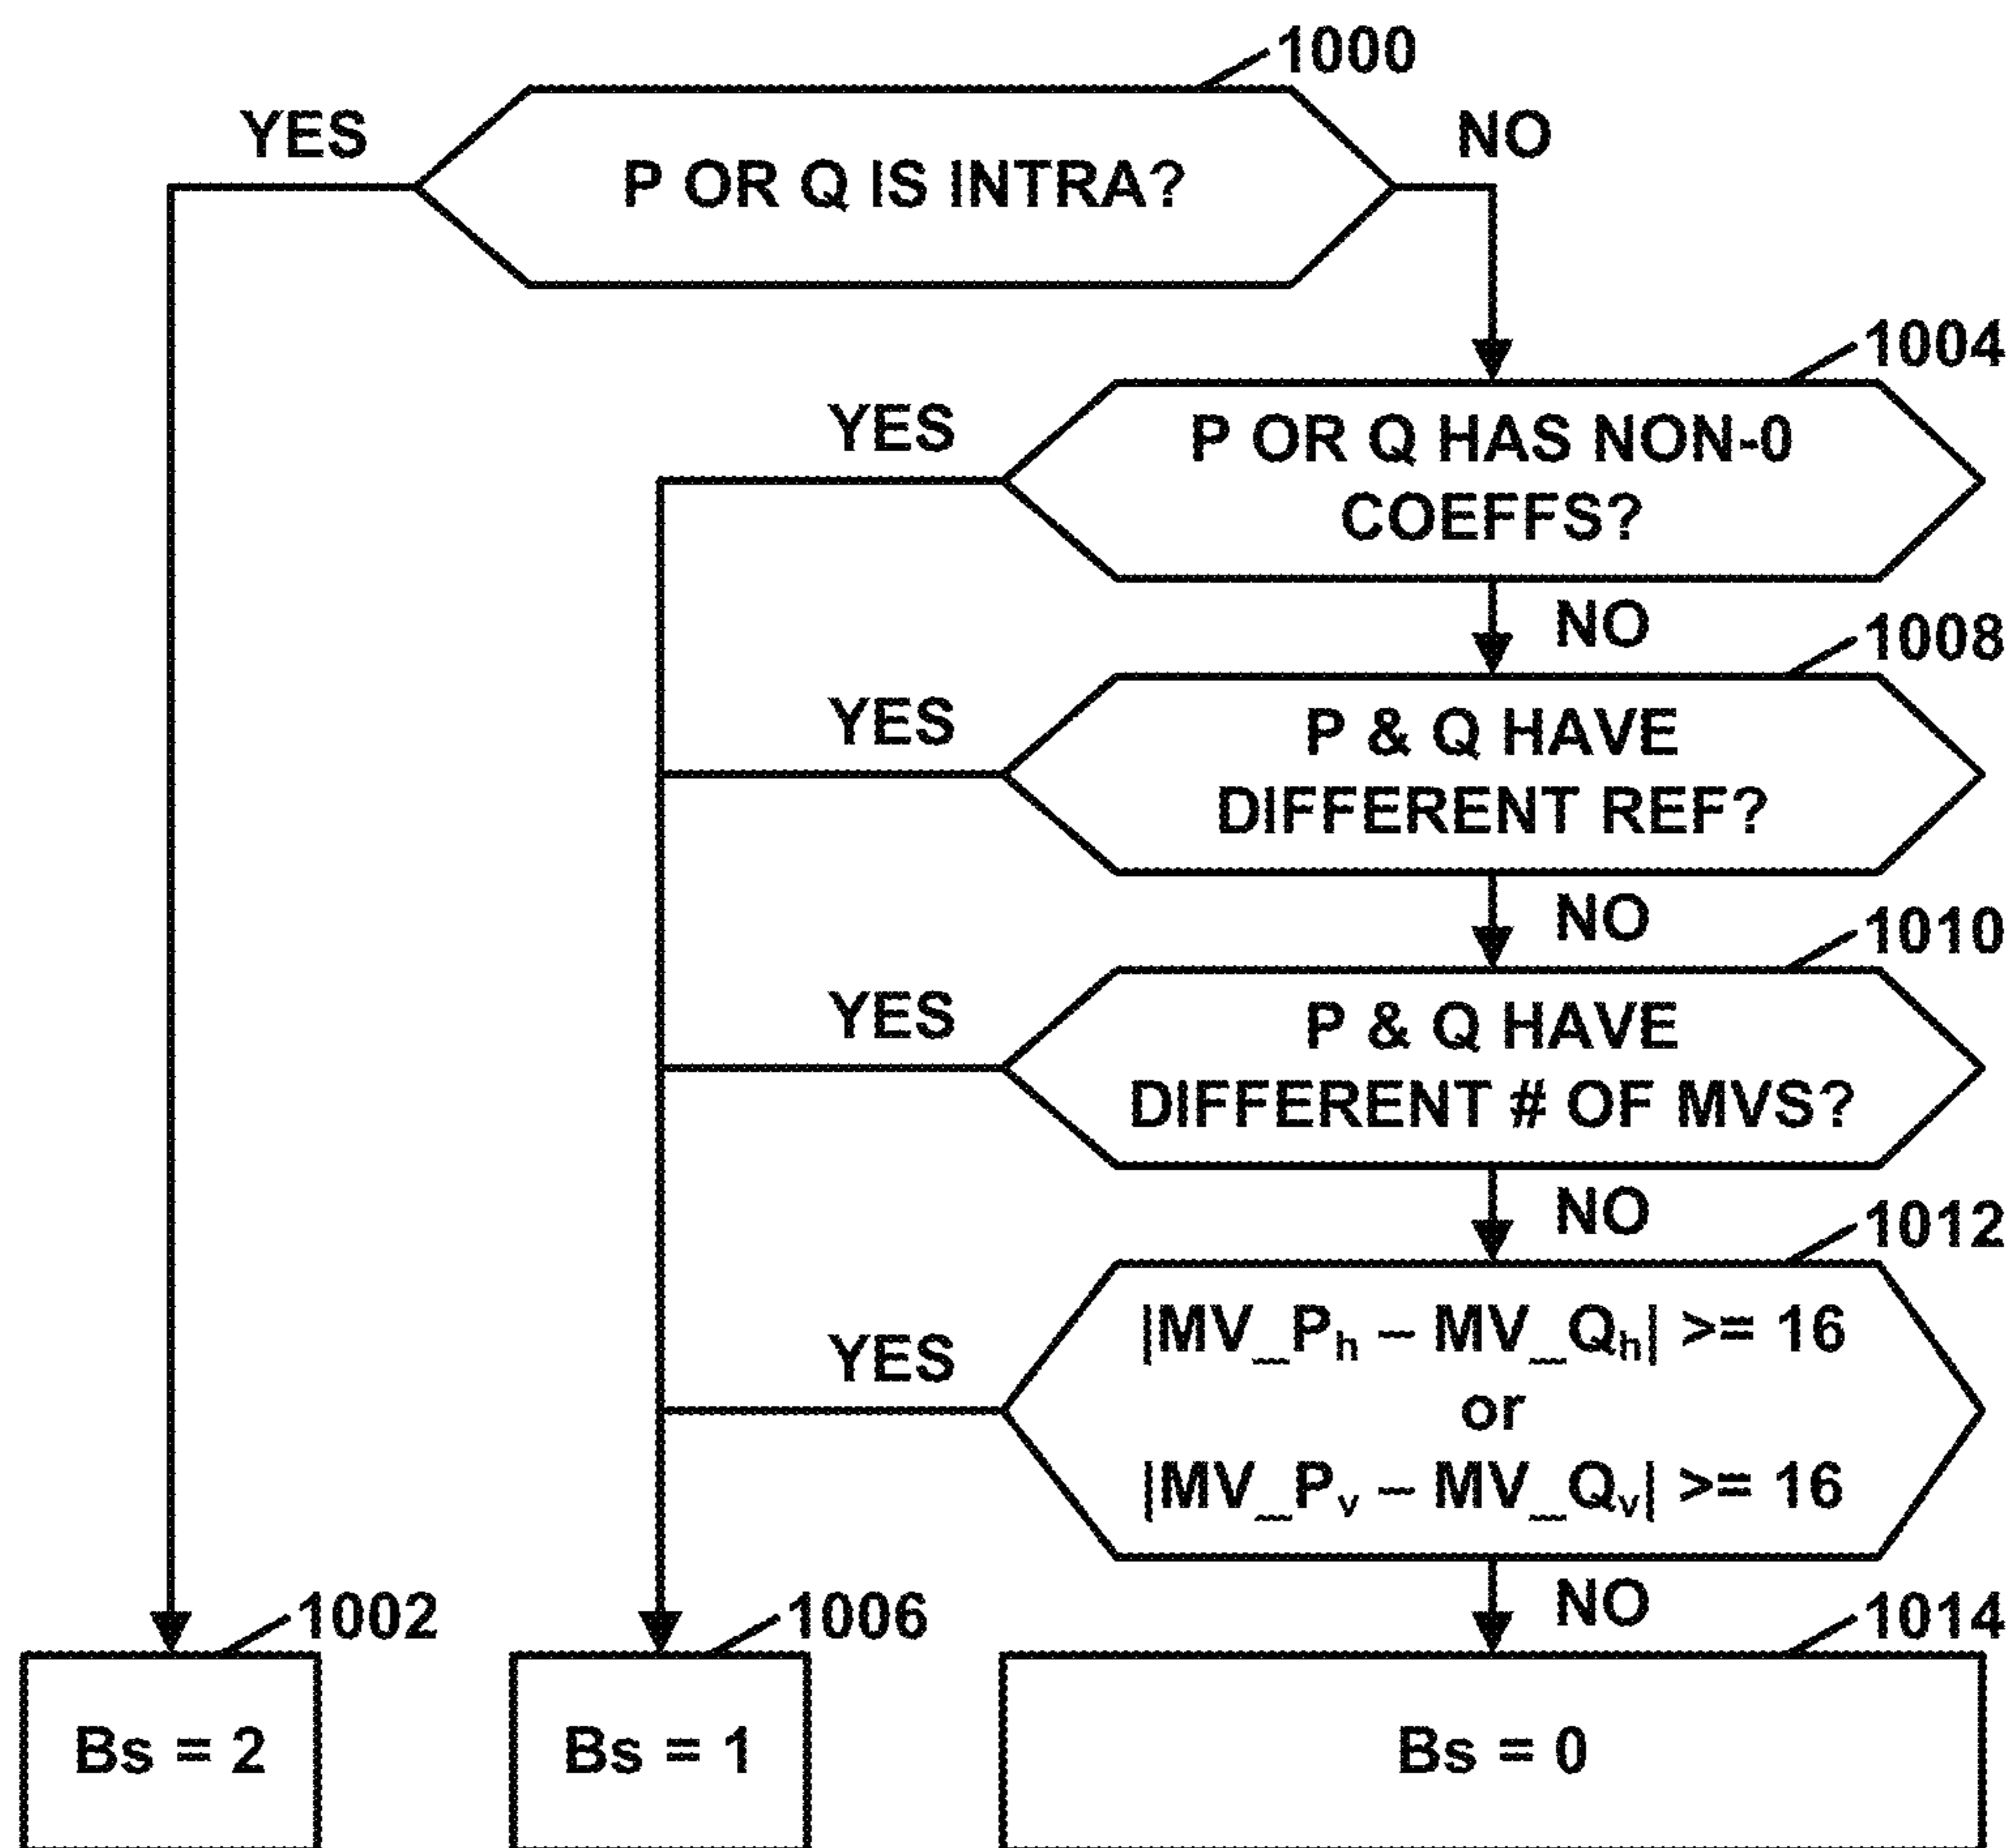 1000
YES
NO
P OR Q IS INTRA?
1004
YES
P OR Q HAS NON-0
COEFFS?
NO
1008
YES
P & Q HAVE
DIFFERENT REF?
NO
1010
YES
P & Q HAVE
DIFFERENT # OF MVS?
NO
1012
YES
|MV_Ph – MV_Qh| >= 16
or
|MV_Pv – MV_Qv| >= 16
NO
1002
1006
1014
Bs = 2
Bs = 1
Bs = 0